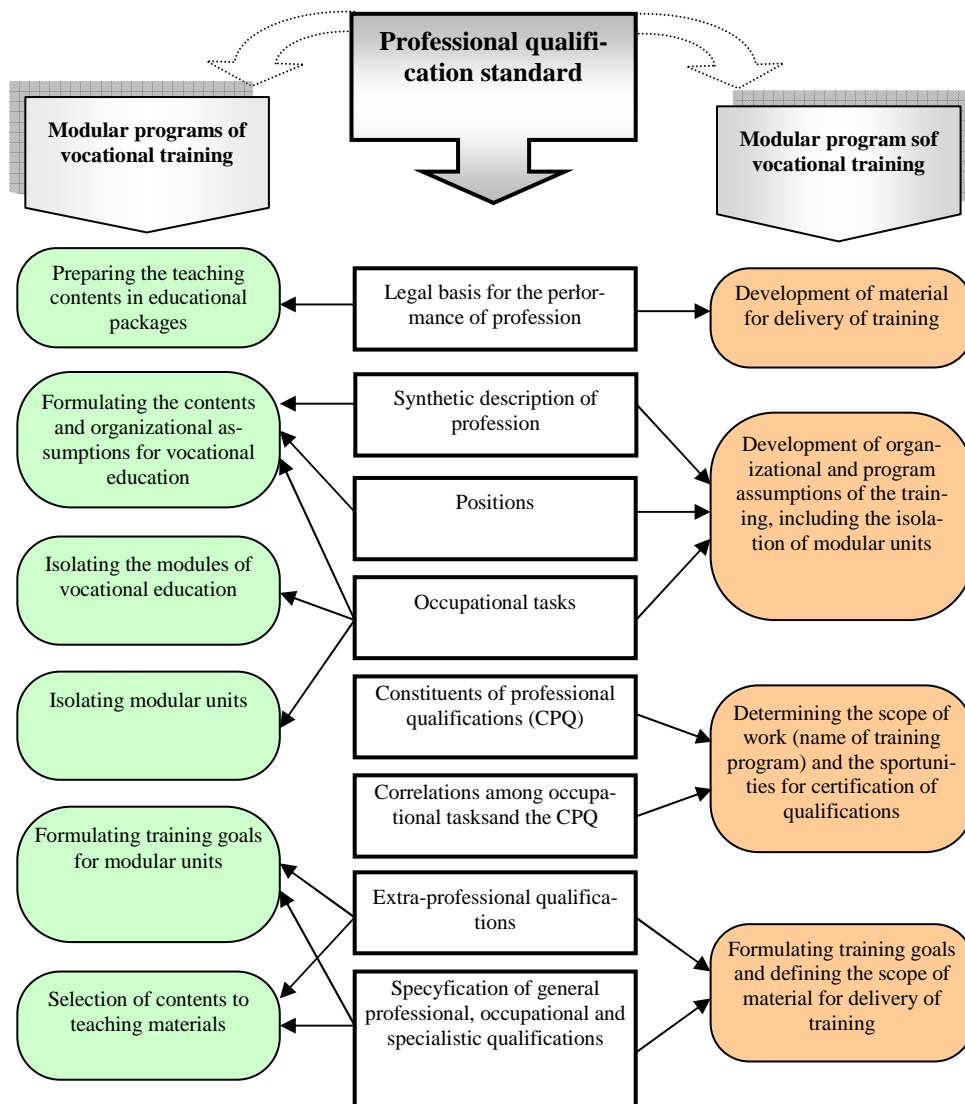 Professional qualifi-
cation standard
Modular programs of
vocational training
Modular program sof
vocational training
Preparing the teaching
contents in educational
packages
Legal basis for the perfor-
mance of profession
Development of material
for delivery of training
Formulating the contents
and organizational as-
sumptions for vocational
education
Synthetic description of
profession
Development of organ-
izational and program
assumptions of the train-
ing, including the isola-
tion of modular units
Positions
Isolating the modules of
vocational education
Occupational tasks
Isolating modular units
Constituents of professional
qualifications (CPQ)
Determining the scope of
work (name of training
program) and the sportuni-
ties for certification of
qualifications
Correlations among occupa-
tional tasksand the CPQ
Formulating training goals
for modular units
Extra-professional qualifica-
tions
Formulating training goals
and defining the scope of
material for delivery of
training
Selection of contents to
teaching materials
Specyfication of general
professional, occupational and
specialistic qualifications